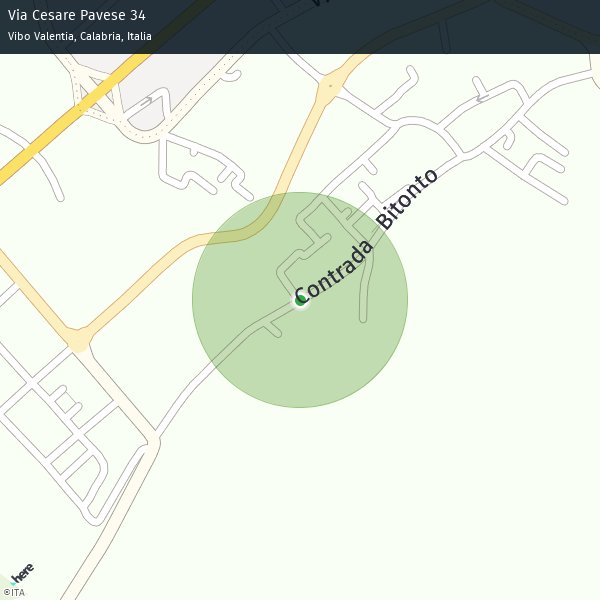 Via Cesare Pavese 34
Vibo Valentia, Calabria, Italia
Contrada Bitonto
here
©ITA